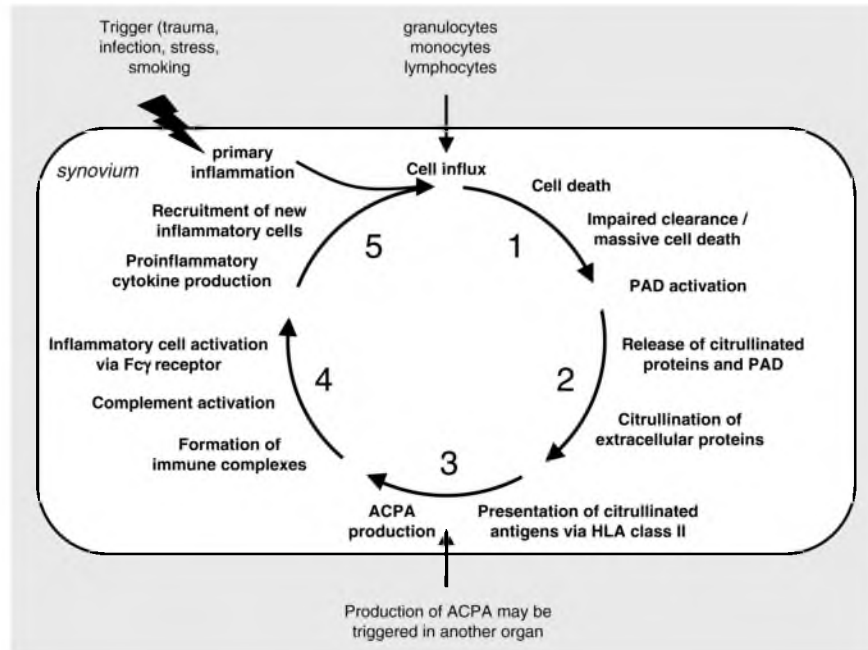 Trigger (trauma,
infection, stress,
smoking
granulocytes
monocytes
lymphocytes
synovium
primary
inflammation
Cell influx
Cell death
Recruitment of new
inflammatory cells
Impaired clearance /
massive cell death
5
1
Proinflammatory
cytokine production
PAD activation
Inflammatory cell activation
via Fcγ receptor
Release of citrullinated
proteins and PAD
4
2
Complement activation
Citrullination of
extracellular proteins
Formation of
immune complexes
3
ACPA
production
Presentation of citrullinated
antigens via HLA class II
Production of ACPA may be
triggered in another organ